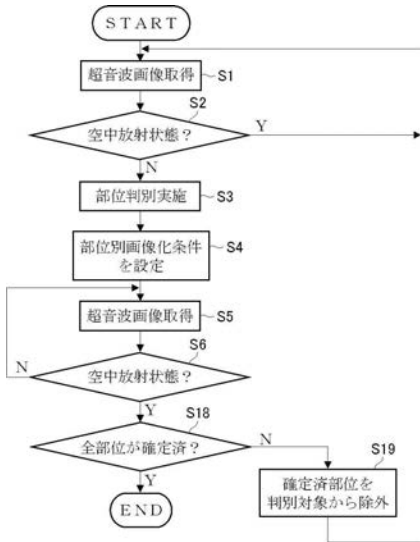 START
超音波画像取得
S1
S2
空中放射状態?
Y
N
部位判別実施
S3
部位別画像化条件
を設定
S4
超音波画像取得
S5
S6
N
空中放射状態?
Y
S18
全部位が確定済?
N
Y
S19
確定済部位を
判別対象から除外
END